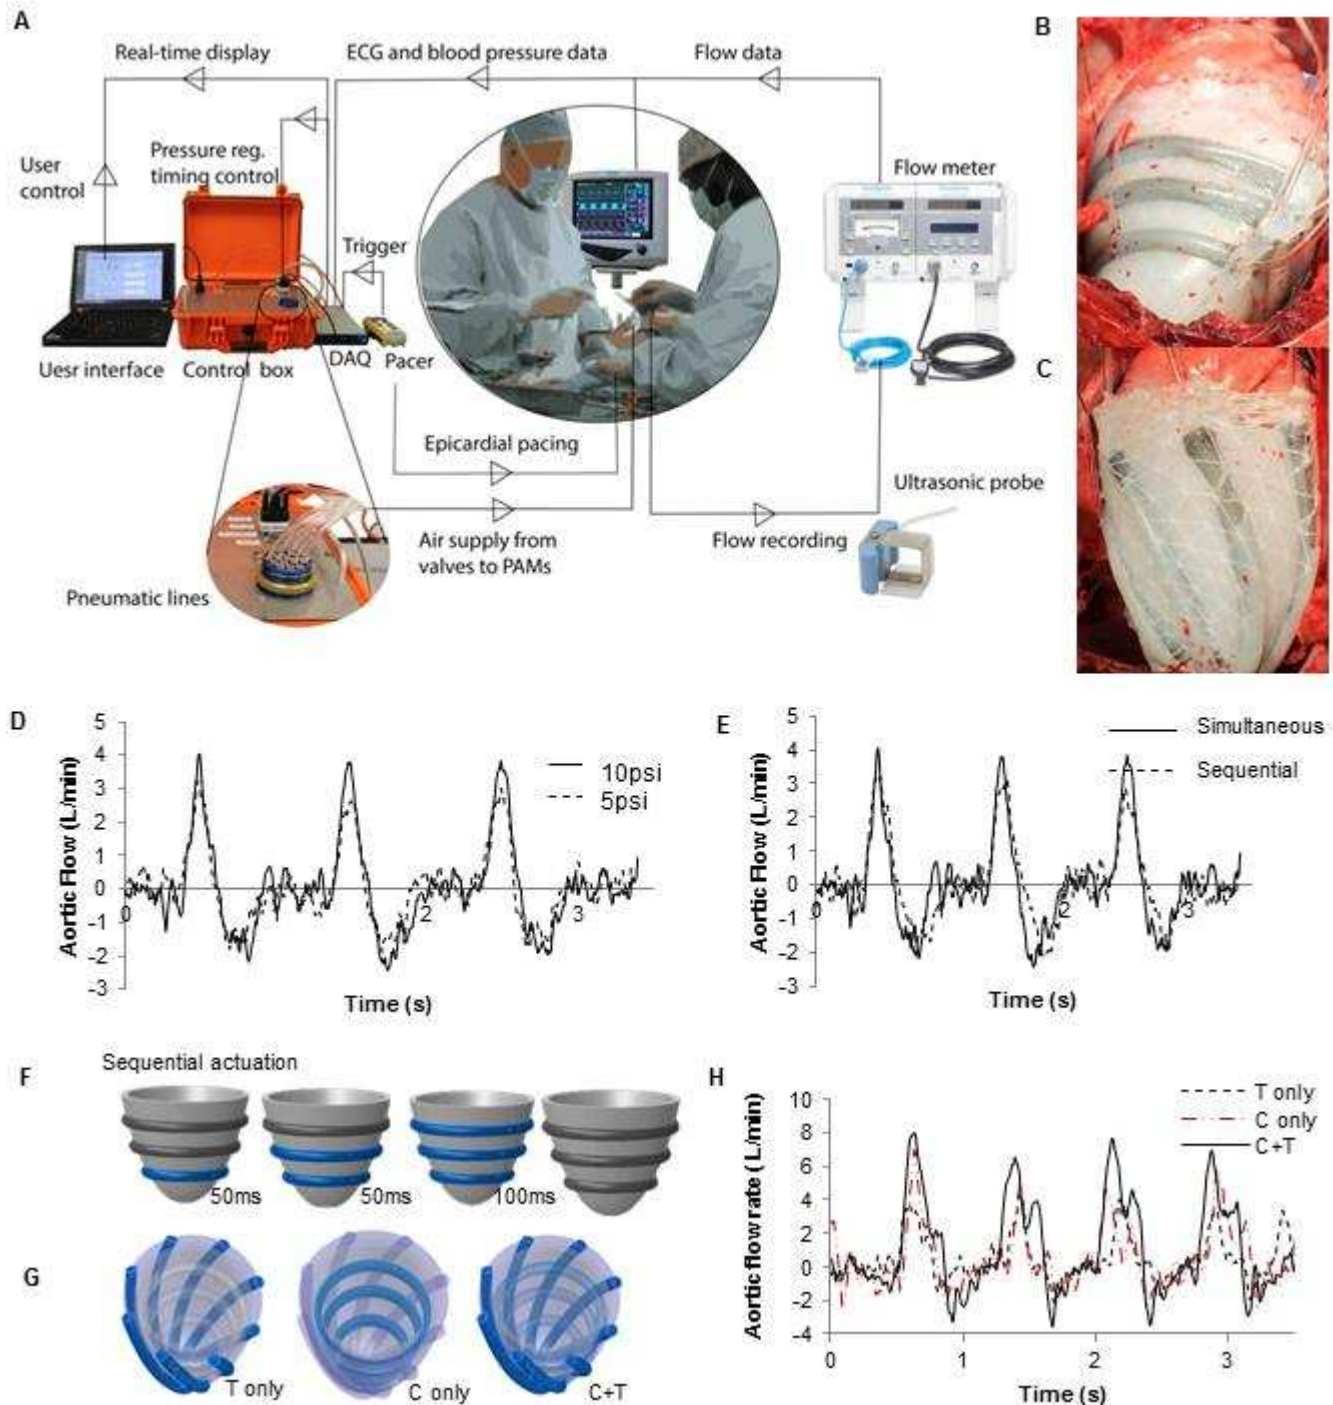 A
Real-time display
ECG and blood pressure data
Flow data
B
User
control
Pressure reg.
timing control
Flow meter
Trigger
Uesr interface
Control box
DAQ
Pacer
C
Epicardial pacing
Ultrasonic probe
Air supply from
valves to PAMs
Flow recording
Pneumatic lines
D
Aortic Flow (L/min)
5
4
3
2
1
0
-1
-2
-3
0
2
3
Time (s)
10psi
5psi
E
Aortic Flow (L/min)
5
4
3
2
1
0
-1
-2
-3
0
1
2
3
Time (s)
Simultaneous
Sequential
F
Sequential actuation
50ms
50ms
100ms
G
T only
C only
C+T
H
Aortic flow rate ( L/min)
10
8
6
4
2
0
-2
-4
0
1
2
3
Time (s)
T only
C only
C+T